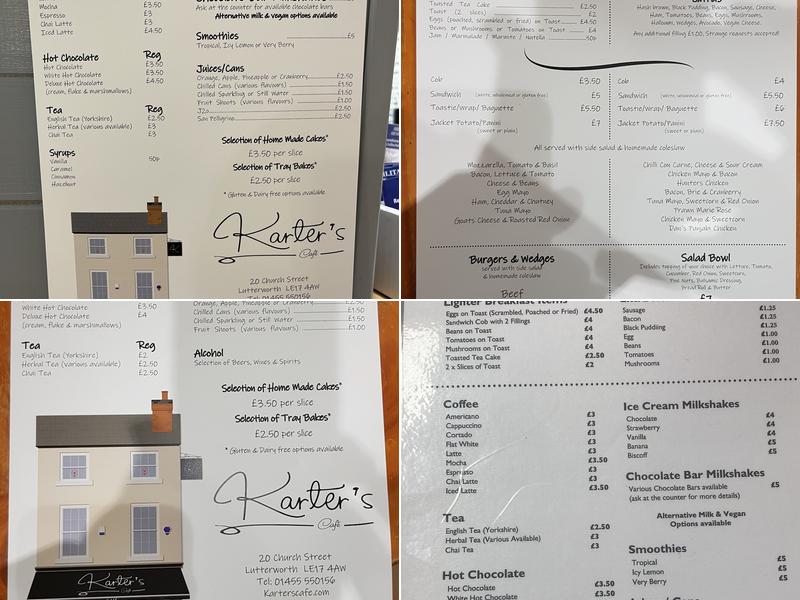 Mocha £3.50
Espresso £3
Chai Latte £3
Iced Latte £4.50
Hot Chocolate Reg
Hot Chocolate £3.50
White Hot Chocolate £3.50
Deluxe Hot Chocolate £4.50
(cream, flake & marshmallows)
Tea Reg
English Tea (Yorkshire) £2.50
Herbal Tea (various available) £3
Chai Tea £3
Syrups
Vanilla 50p
Caramel
Cinnamon
Hazelnut
Ask at the counter for available chocolate bars
Alternative milk & vegan options available
Smoothies £5
Tropical, Icy Lemon or Very Berry
Juices/Cans
Orange, Apple, Pineapple or Cranberry £2.50
Chilled Cans (various flavours) £1.50
Chilled Sparkling or Still Water £1.50
Fruit Shoots (various flavours) £1.00
J2o £2.50
San Pellegrino £2.50
Selection of Home Made Cakes*
£3.50 per slice
Selection of Tray Bakes*
£2.50 per slice
* Gluten & Dairy free options available
Karter's
Café
20 Church Street
Lutterworth LE17 4AW
Tel: 01455 550156
Toasted Tea Cake £2.50
Toast (2 slices) £2
Eggs (poached, scrambled or fried) on Toast £4.50
Beans or Mushrooms or Tomatoes on Toast £4
Jam / Marmalade / Marmite / Nutella 50p
Extras
Hash brown, Black Pudding, Bacon, Sausage, Cheese,
Ham, Tomatoes, Beans, Eggs, Mushrooms,
Halloumi, Wedges, Avocado, Vegan Cheese.
Any additional filling £1.00, Strange requests accepted!
Cob £3.50
Sandwich (white, wholemeal or gluten free) £5
Toastie/Wrap/ Baguette £5.50
Jacket Potato/Panini £7
(sweet or plain)
Cob £4
Sandwich (white, wholemeal or gluten free) £5.50
Toastie/Wrap/ Baguette £6
Jacket Potato/Panini £7.50
(sweet or plain)
All served with side salad & homemade coleslaw
Mozzarella, Tomato & Basil
Bacon, Lettuce & Tomato
Cheese & Beans
Egg Mayo
Ham, Cheddar & Chutney
Tuna Mayo
Goats Cheese & Roasted Red Onion
Chilli Con Carne, Cheese & Sour Cream
Chicken Mayo & Bacon
Hunters Chicken
Bacon, Brie & Cranberry
Tuna Mayo, Sweetcorn & Red Onion
Prawn Marie Rose
Chicken Mayo & Sweetcorn
Dan's Punjabi Chicken
Burgers & Wedges
served with side salad
& homemade coleslaw
Beef
Salad Bowl
Includes topping of your choice with Lettuce, Tomato,
Cucumber, Red Onion, Sweetcorn,
Pine Nuts, Balsamic Dressing,
Bread Roll & Butter
£7
White Hot Chocolate £3.50
Deluxe Hot Chocolate £4
(cream, flake & marshmallows)
Tea Reg
English Tea (Yorkshire) £2
Herbal Tea (various available) £2.50
Chai Tea £2.50
Orange, Apple, Pineapple or Cranberry £2.50
Chilled Cans (various flavours) £1.50
Chilled Sparkling or Still Water £1.50
Fruit Shoots (various flavours) £1.00
Alcohol
Selection of Beers, Wines & Spirits
Selection of Home Made Cakes*
£3.50 per slice
Selection of Tray Bakes*
£2.50 per slice
* Gluten & Dairy free options available
Karter's
Café
20 Church Street
Lutterworth LE17 4AW
Tel: 01455 550156
Karterscafe.com
Karter's
Café
Lighter Breakfast Items
Eggs on Toast (Scrambled, Poached or Fried) £4.50
Sandwich Cob with 2 Fillings £4
Beans on Toast £4
Tomatoes on Toast £4
Mushrooms on Toast £4
Toasted Tea Cake £2.50
2 x Slices of Toast £2
Sausage £1.25
Bacon £1.25
Black Pudding £1.25
Egg £1.00
Beans £1.00
Tomatoes £1.00
Mushrooms £1.00
Coffee
Americano £3
Cappuccino £3
Cortado £3
Flat White £3
Latte £3
Mocha £3.50
Espresso £3
Chai Latte £3
Iced Latte £3.50
Tea
English Tea (Yorkshire) £2.50
Herbal Tea (Various Available) £3
Chai Tea £3
Hot Chocolate
Hot Chocolate £3.50
White Hot Chocolate £3.50
Ice Cream Milkshakes
Chocolate £4
Strawberry £4
Vanilla £4
Banana £5
Biscoff £5
Chocolate Bar Milkshakes
Various Chocolate Bars available £5
(ask at the counter for more details)
Alternative Milk & Vegan
Options available
Smoothies
Tropical £5
Icy Lemon £5
Very Berry £5